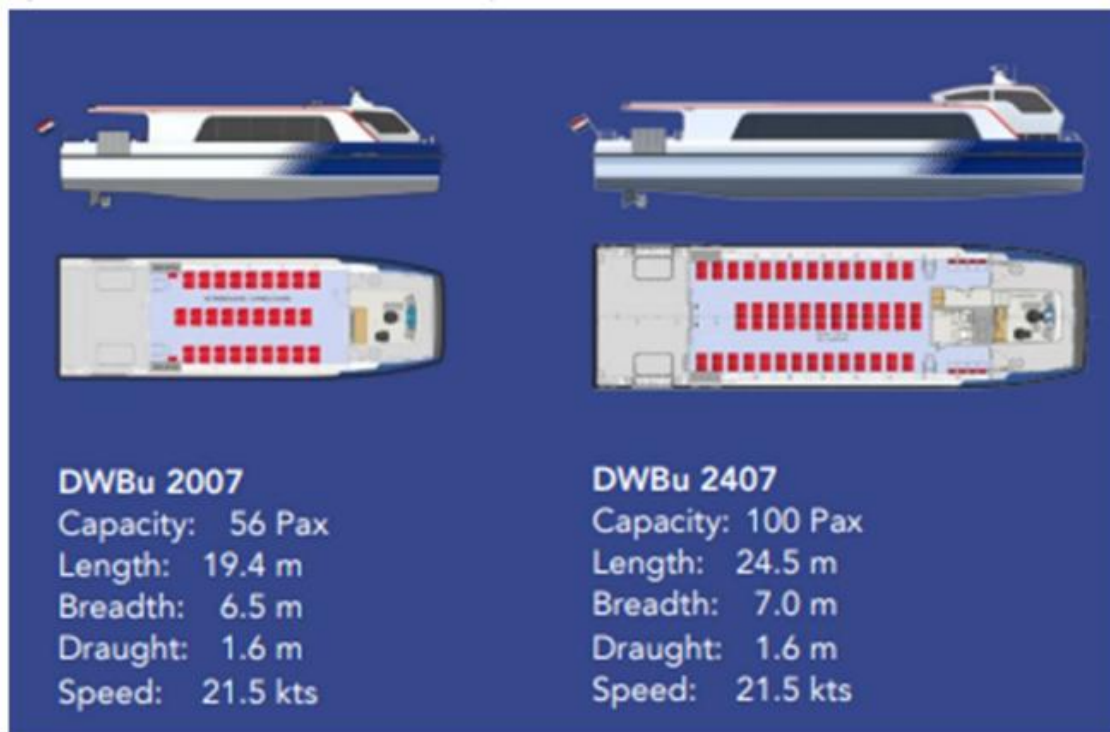 DWBu 2007
Capacity: 56 Pax
Length: 19.4 m
Breadth: 6.5 m
Draught: 1.6 m
Speed: 21.5 kts
DWBu 2407
Capacity: 100 Pax
Length: 24.5 m
Breadth: 7.0 m
Draught: 1.6 m
Speed: 21.5 kts